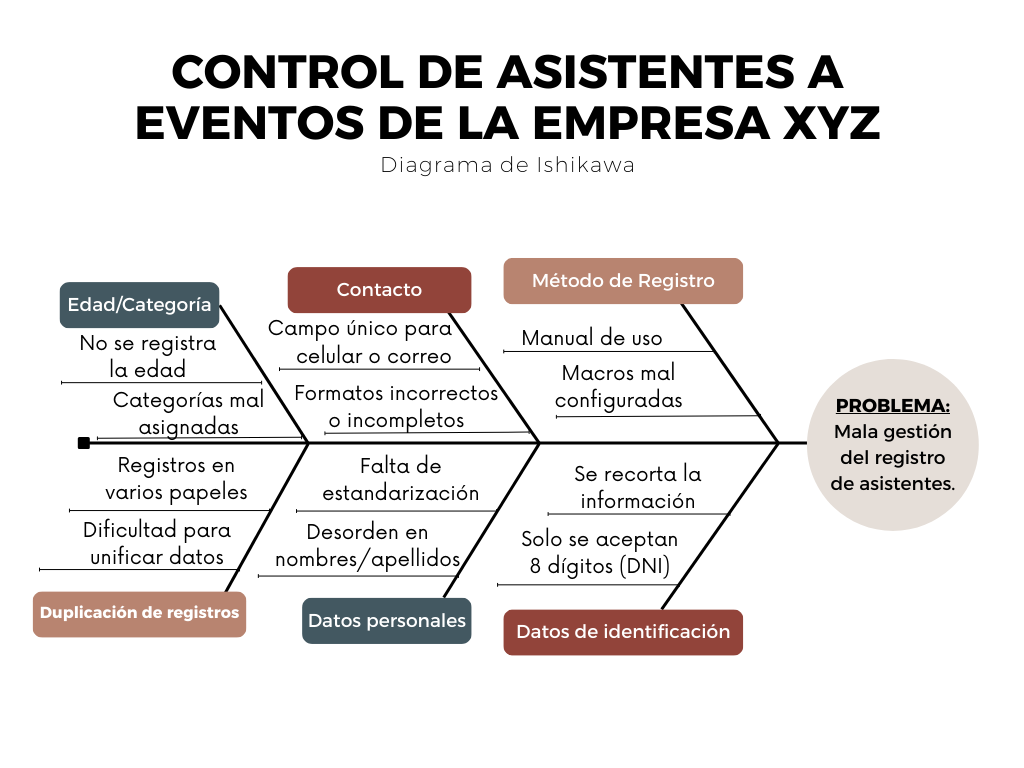 CONTROL DE ASISTENTES A
EVENTOS DE LA EMPRESA XYZ
Diagrama de Ishikawa
Edad/Categoría
No se registra
la edad
Categorías mal
asignadas
Contacto
Campo único para
celular o correo
Formatos incorrectos
o incompletos
Método de Registro
Manual de uso
Macros mal
configuradas
PROBLEMA:
Mala gestión
del registro
de asistentes.
Registros en
varios papeles
Dificultad para
unificar datos
Duplicación de registros
Falta de
estandarización
Desorden en
nombres/apellidos
Datos personales
Se recorta la
información
Solo se aceptan
8 dígitos (DNI)
Datos de identificación